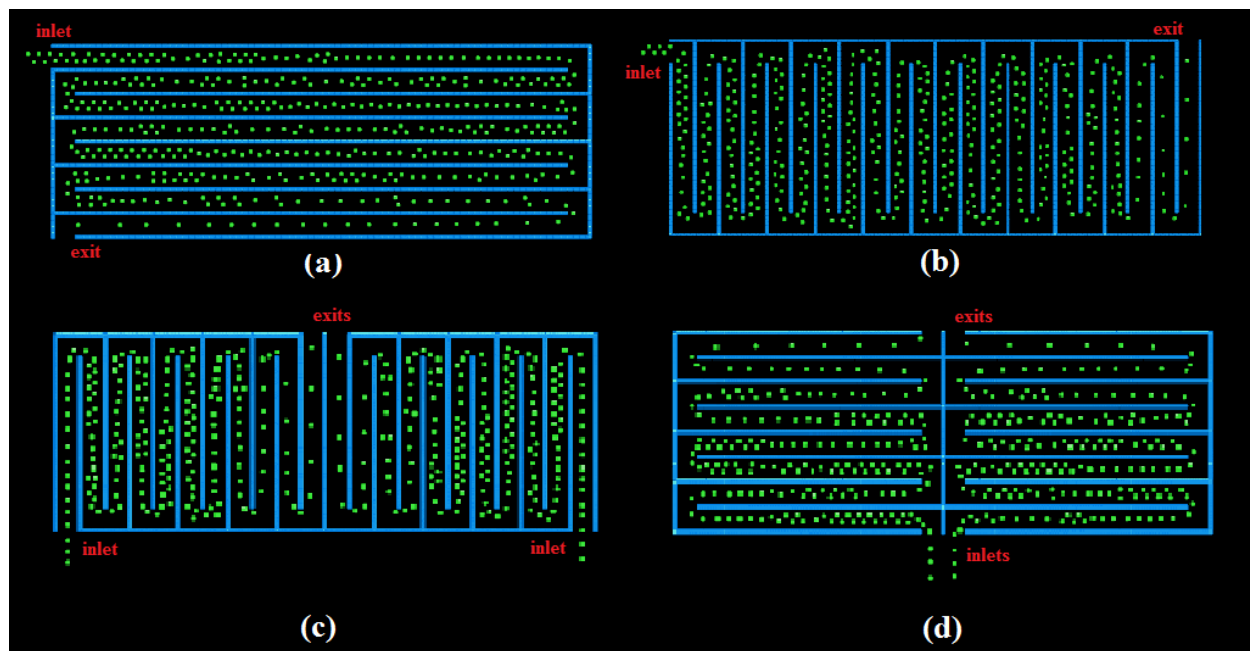 inlet
exit
(a)
exit
inlet
(b)
exits
inlet
inlet
(c)
exits
inlets
(d)